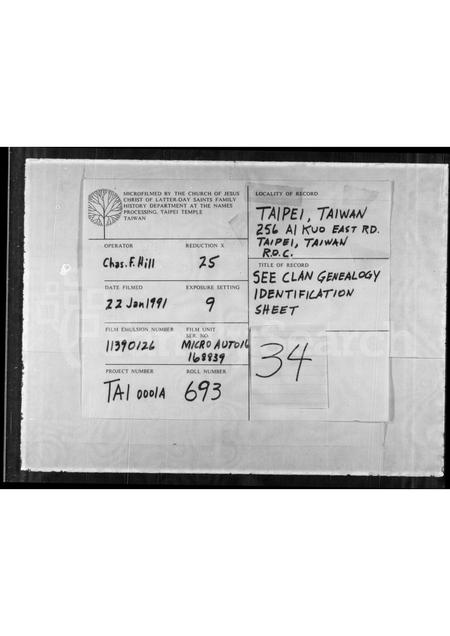 MICROFILMED BY THE CHURCH OF JESUS
CHRIST OF LATTER-DAY SAINTS FAMILY
HISTORY DEPARTMENT AT THE NAMES
PROCESSING, TAIPEI TEMPLE
TAIWAN
OPERATOR
REDUCTION X
Chas. F. Hill
25
DATE FILMED
EXPOSURE SETTING
22 Jan 1991
9
FILM EMULSION NUMBER
FILM UNIT
SER. NO.
11390126
MICRO AUTO16
168839
PROJECT NUMBER
ROLL NUMBER
TAI 0001A
693
LOCALITY OF RECORD
TAIPEI, TAIWAN
256 AI KUO EAST RD.
TAIPEI, TAIWAN
R.O.C.
TITLE OF RECORD
SEE CLAN GENEALOGY
IDENTIFICATION
SHEET
34